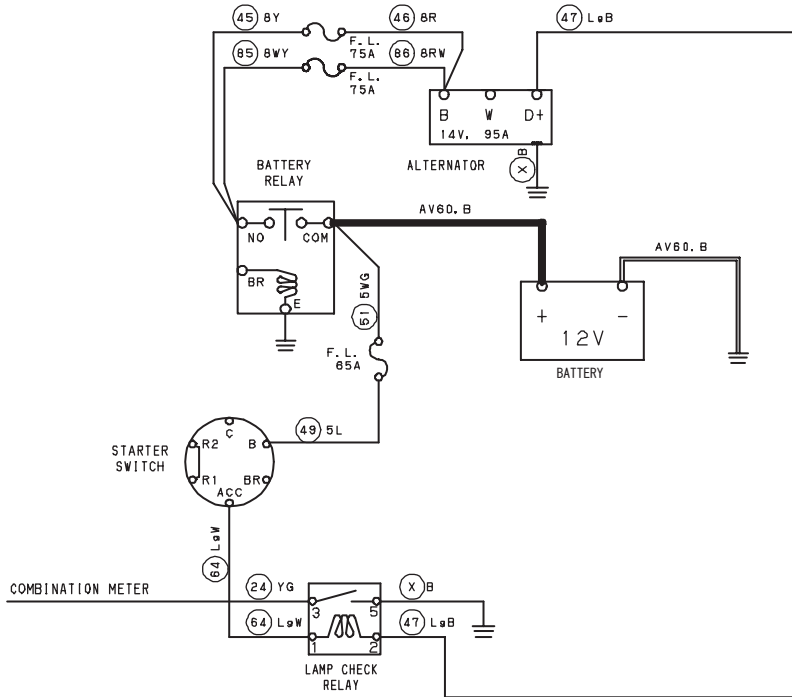 45 8Y
46 8R
47 LgB
F. L.
75A
85 8WY
86 8RW
F. L.
75A
B W D+
14V, 95A
ALTERNATOR
X B
BATTERY
RELAY
NO COM
BR
E
AV60.B
AV60.B
+ -
12V
BATTERY
51 5WG
F. L.
65A
49 5L
STARTER
SWITCH
C
R2 B
R1 BR
ACC
64 LgW
COMBINATION METER
24 YG
X B
3 5
64 LgW
47 LgB
1 2
LAMP CHECK
RELAY